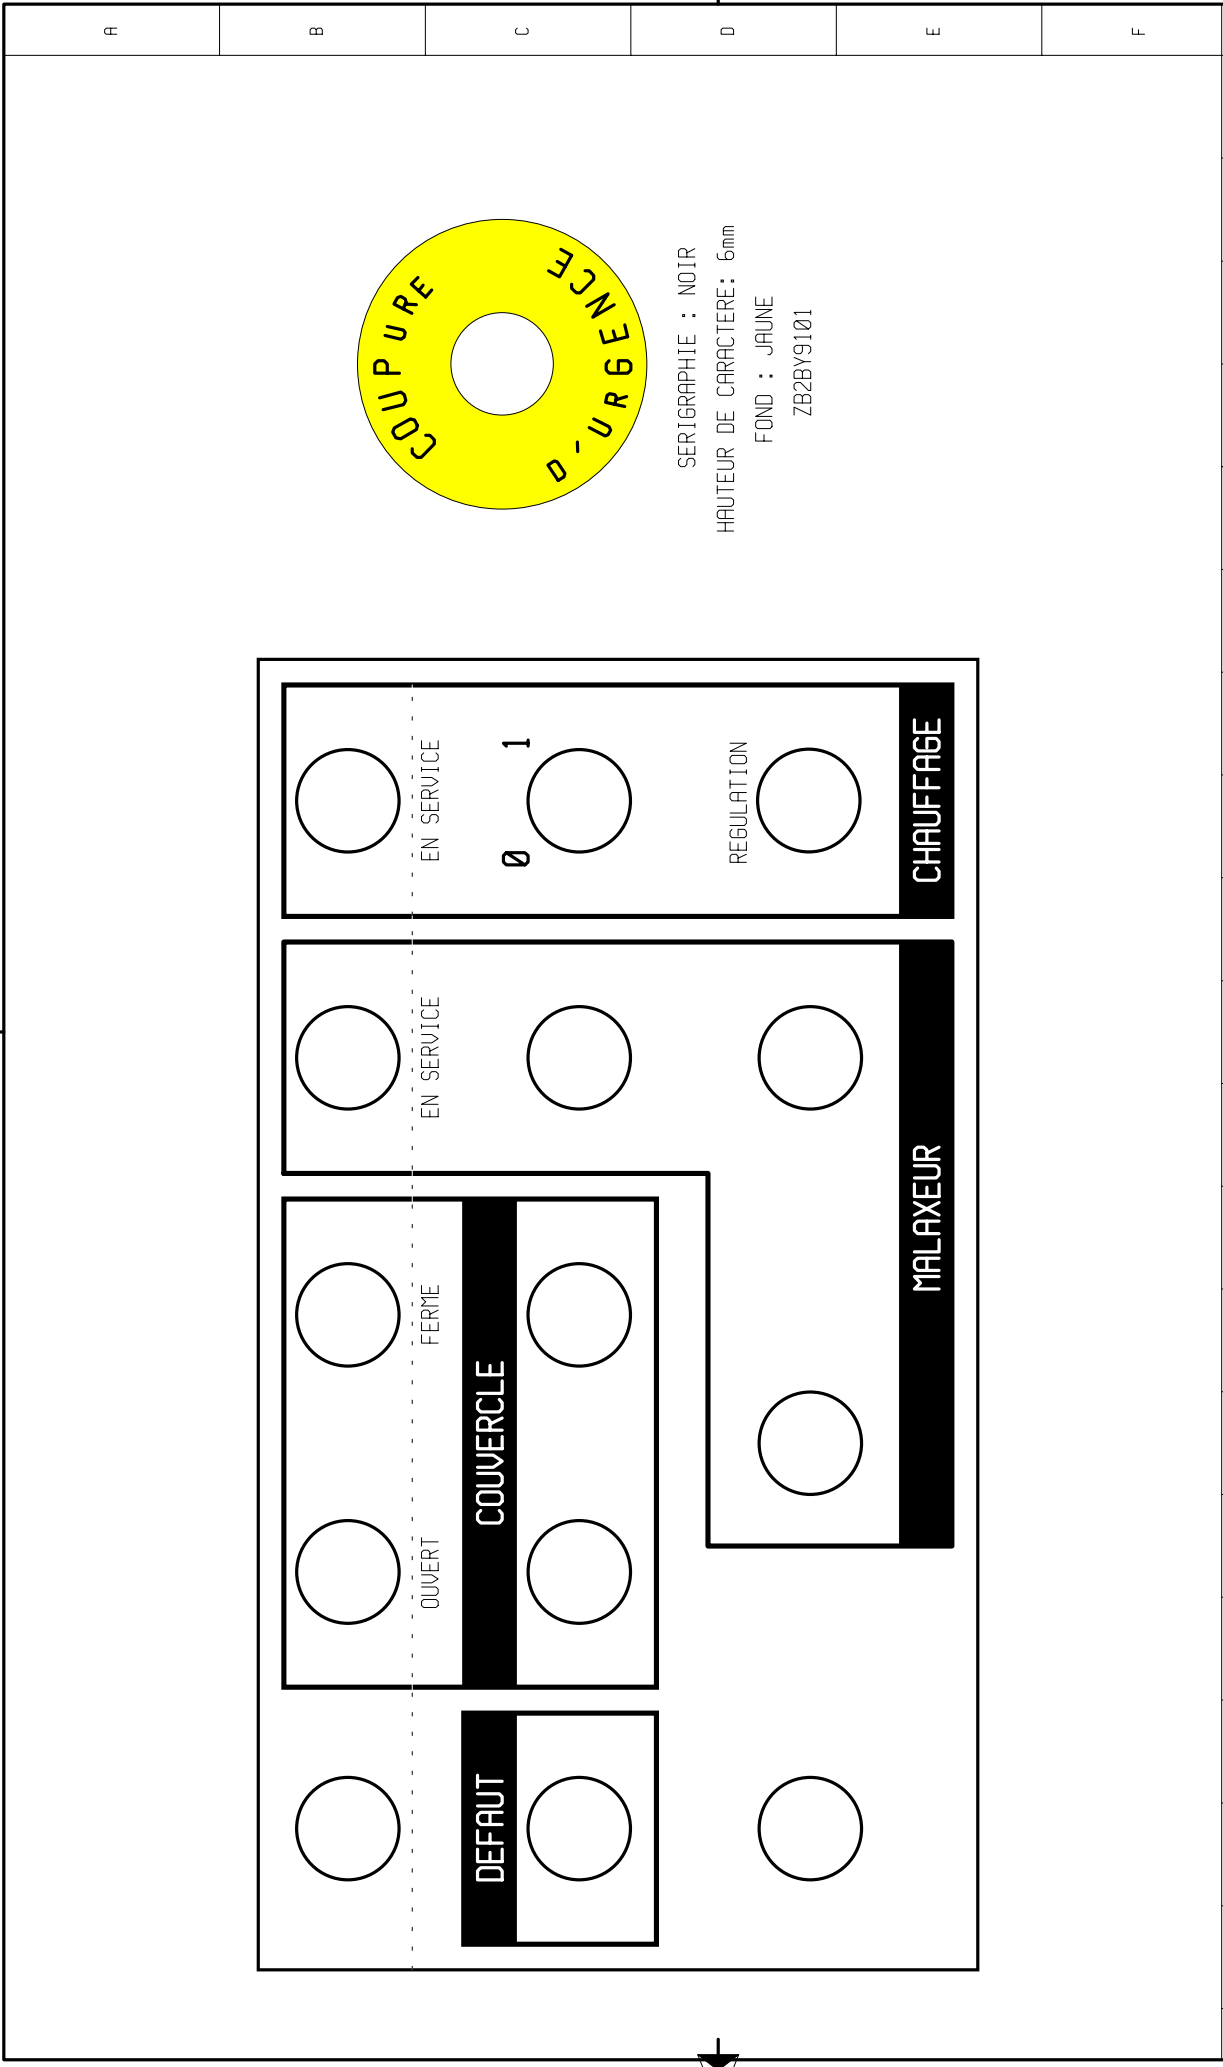 A
B
C
D
E
F
COUPURE
D'URGENCE
SERIGRAPHIE : NOIR
HAUTEUR DE CARACTERE: 6mm
FOND : JAUNE
ZB2BY9101
OUVERT
FERME
EN SERVICE
EN SERVICE
DEFAUT
COUVERCLE
0 1
REGULATION
MALAXEUR
CHAUFFAGE